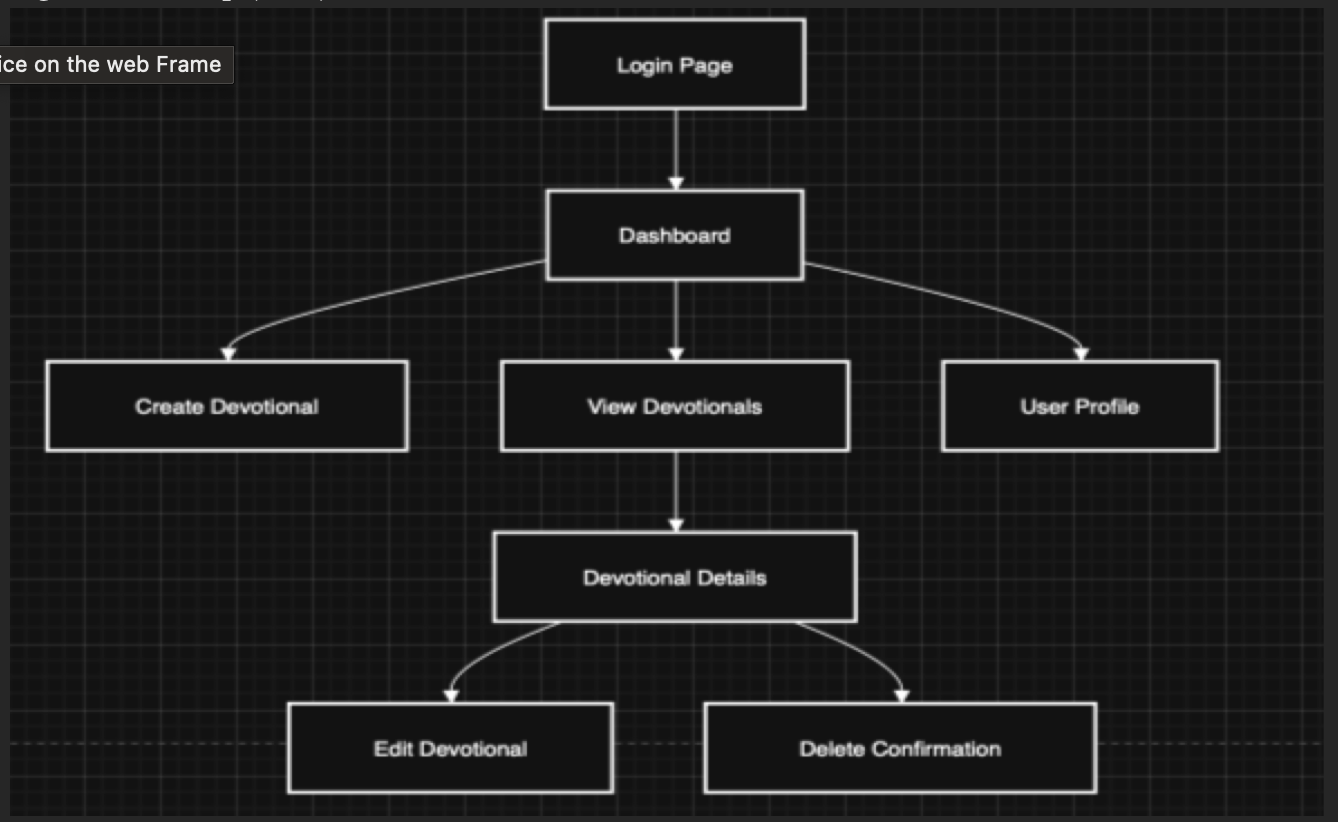 ice on the web Frame
Login Page
Dashboard
Create Devotional
View Devotionals
User Profile
Devotional Details
Edit Devotional
Delete Confirmation